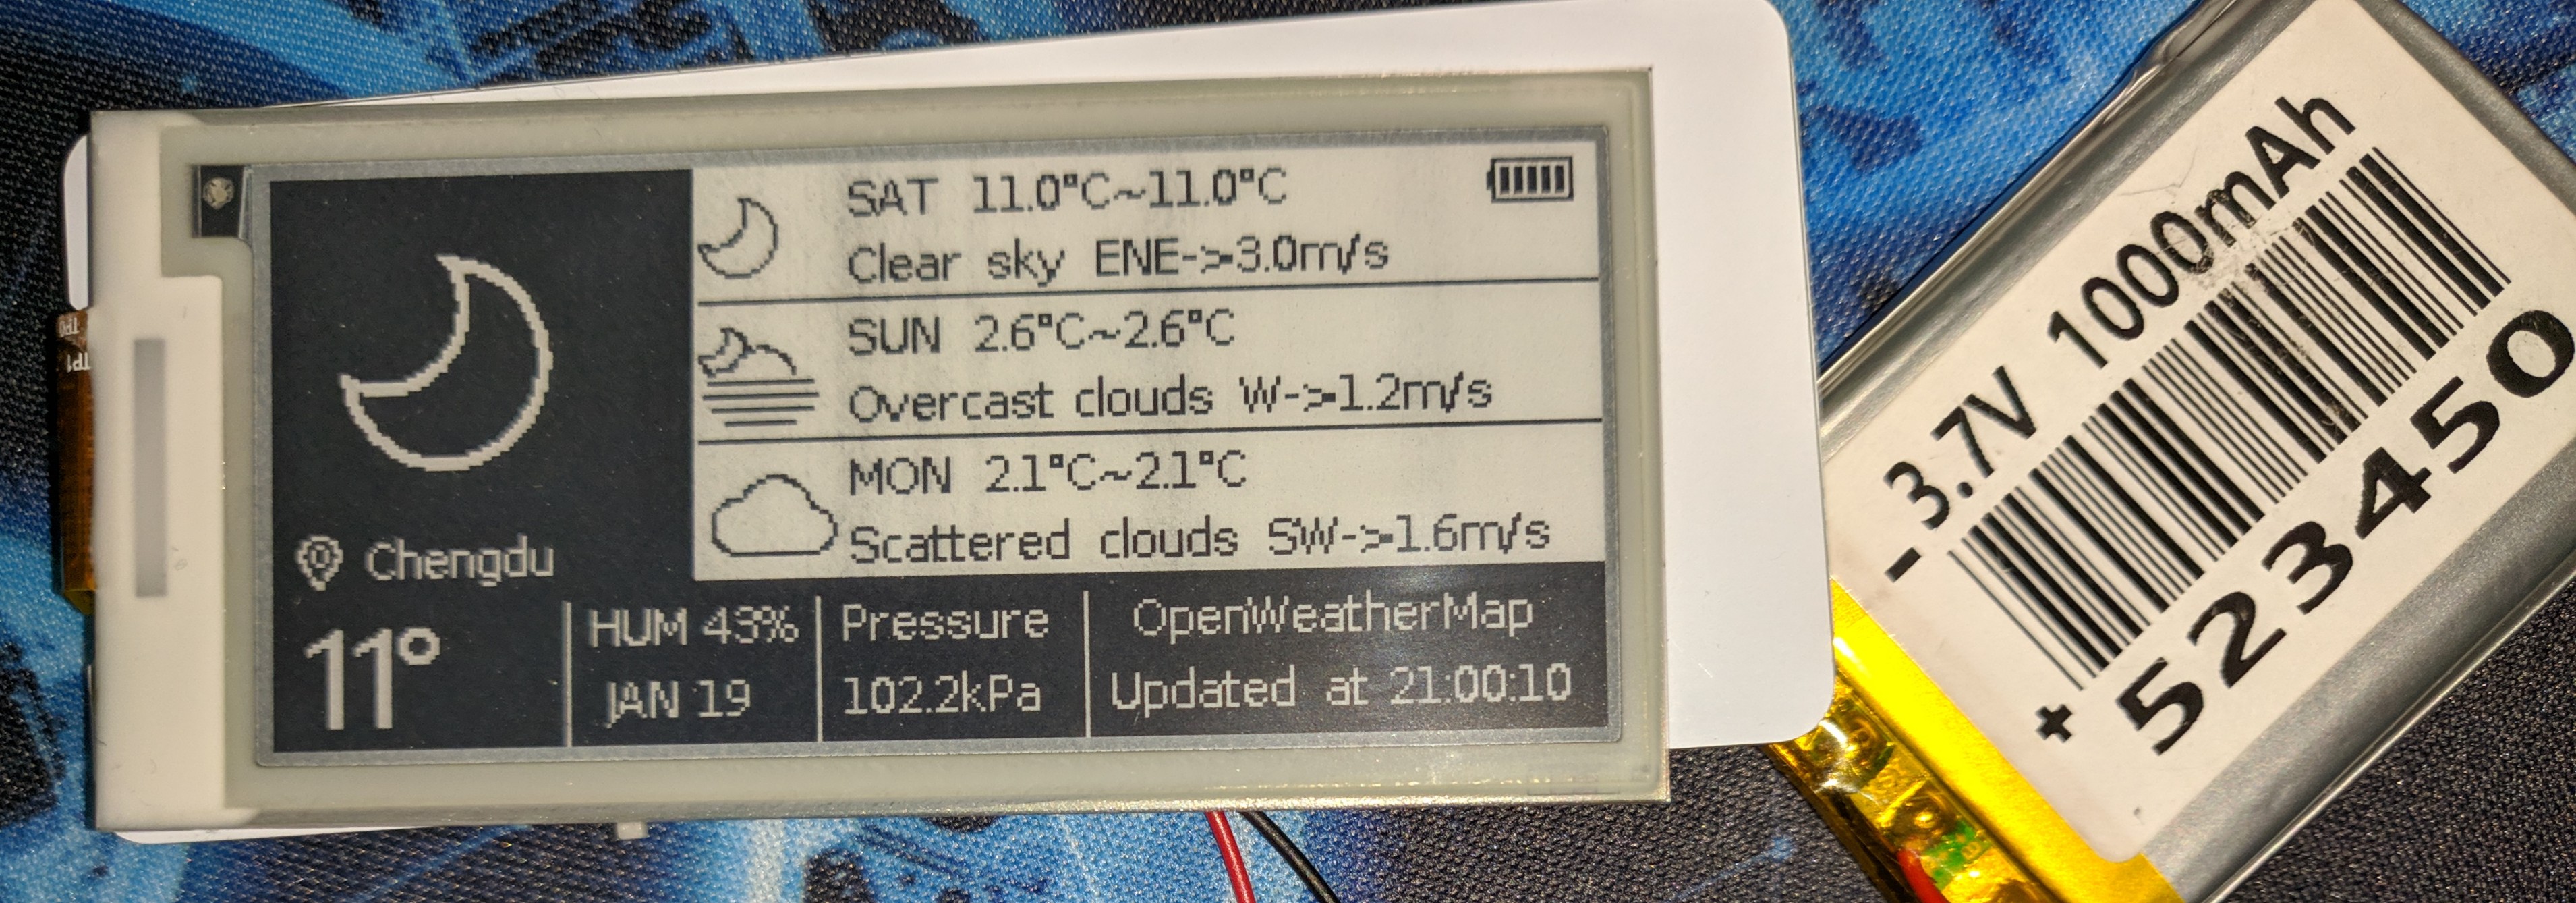 SAT 11.0°C~11.0°C
Clear sky ENE->3.0m/s
SUN 2.6°C~2.6°C
Overcast clouds W->1.2m/s
MON 2.1°C~2.1°C
Scattered clouds SW->1.6m/s
Chengdu
11°
HUM 43%
JAN 19
Pressure
102.2kPa
OpenWeatherMap
Updated at 21:00:10
TP1
- 3.7V 1000mAh
+ 523450